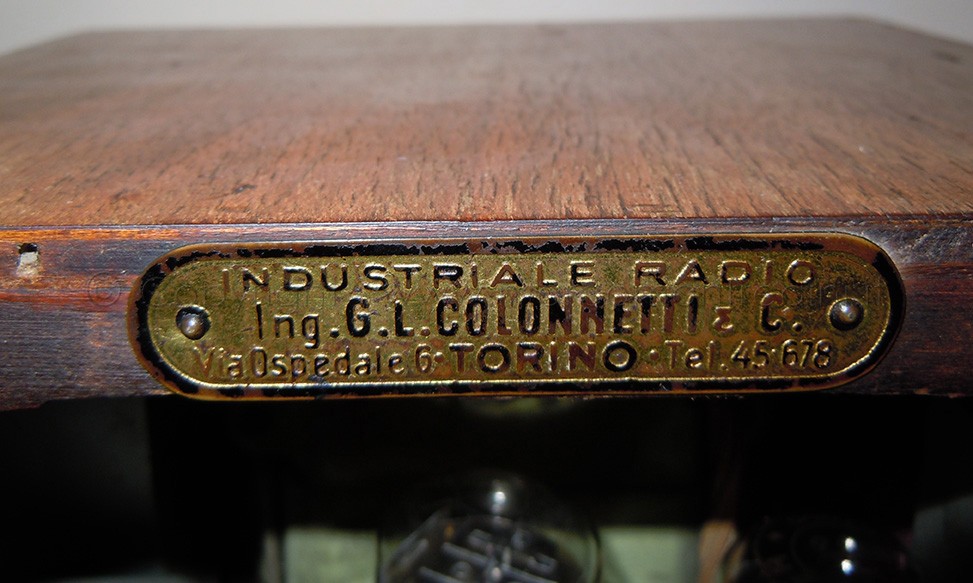 INDUSTRIALE RADIO
Ing. G. L. COLONNETTI & C.
Via Ospedale 6 · TORINO · Tel. 45·678